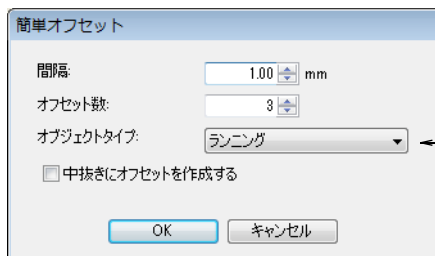 簡単オフセット
間隔: 1.00 mm
オフセット数: 3
オブジェクトタイプ: ランニング
中抜きにオフセットを作成する
OK キャンセル